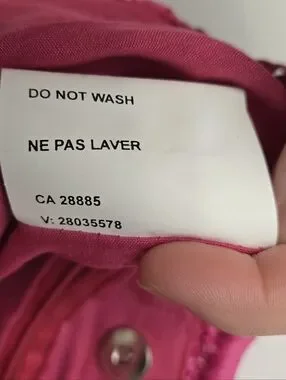 DO NOT WASH
NE PAS LAVER
CA 28885
V: 28035578